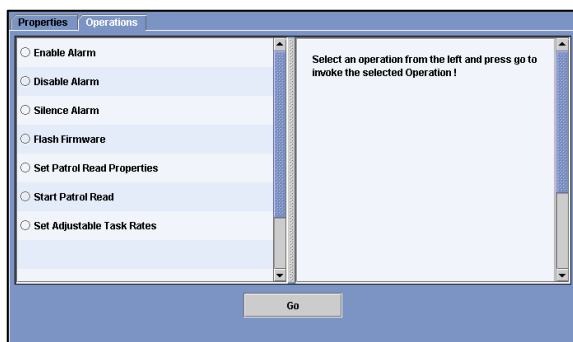 Properties Operations
Enable Alarm
Disable Alarm
Silence Alarm
Flash Firmware
Set Patrol Read Properties
Start Patrol Read
Set Adjustable Task Rates
Select an operation from the left and press go to
invoke the selected Operation !
Go